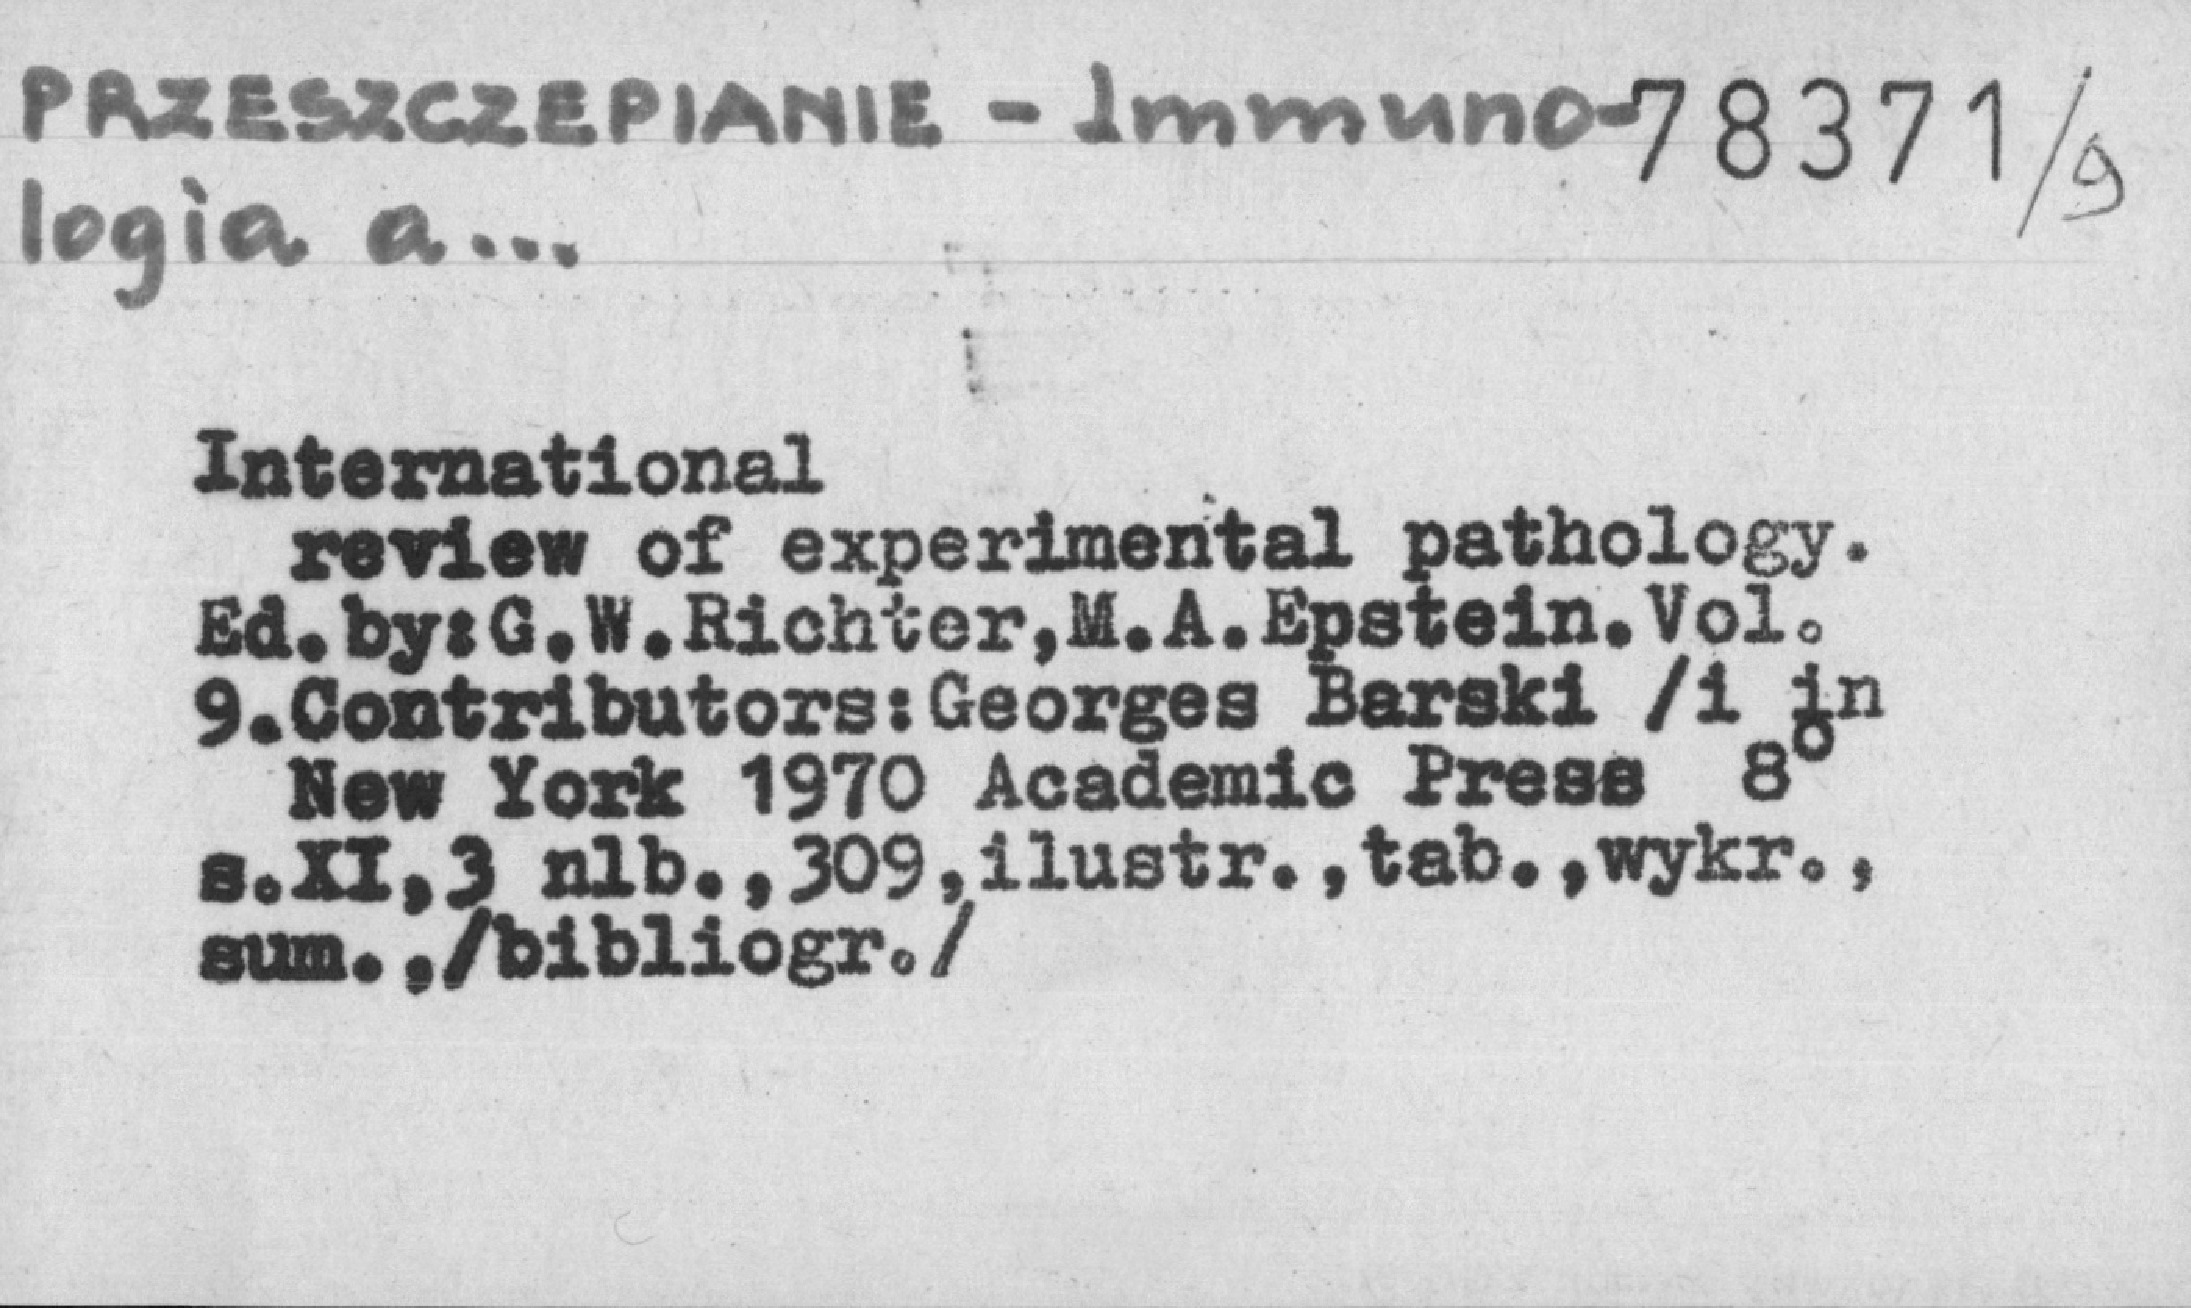 PRZESZCZEPIANIE - Immuno- 78371/9
logia a...
International
review of experimental pathology.
Ed.by:G.W.Richter,M.A.Epstein.Vol.
9.Contributors:Georges Barski /i in
New York 1970 Academic Press 8°
s.XI,3 nlb.,309,ilustr.,tab.,wykr.,
sum.,/bibliogr./